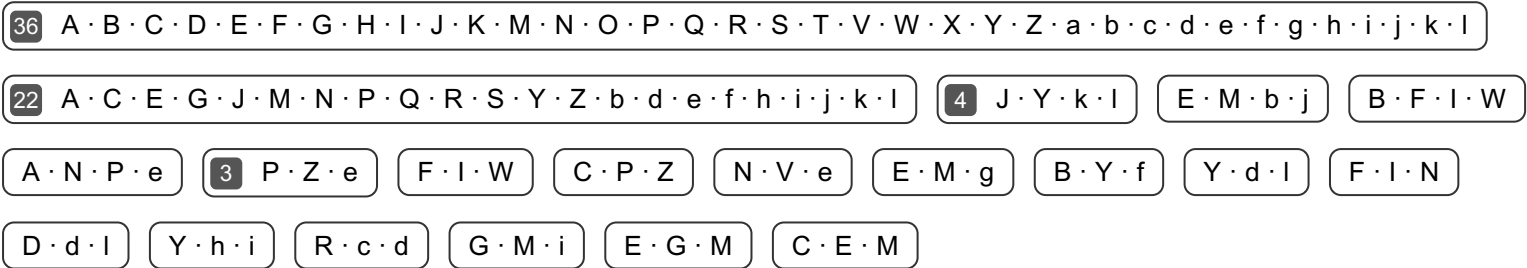 36 A · B · C · D · E · F · G · H · I · J · K · M · N · O · P · Q · R · S · T · V · W · X · Y · Z · a · b · c · d · e · f · g · h · i · j · k · l
22 A · C · E · G · J · M · N · P · Q · R · S · Y · Z · b · d · e · f · h · i · j · k · l 4 J · Y · k · l E · M · b · j B · F · I · W
A · N · P · e 3 P · Z · e F · I · W C · P · Z N · V · e E · M · g B · Y · f Y · d · l F · I · N
D · d · l Y · h · i R · c · d G · M · i E · G · M C · E · M